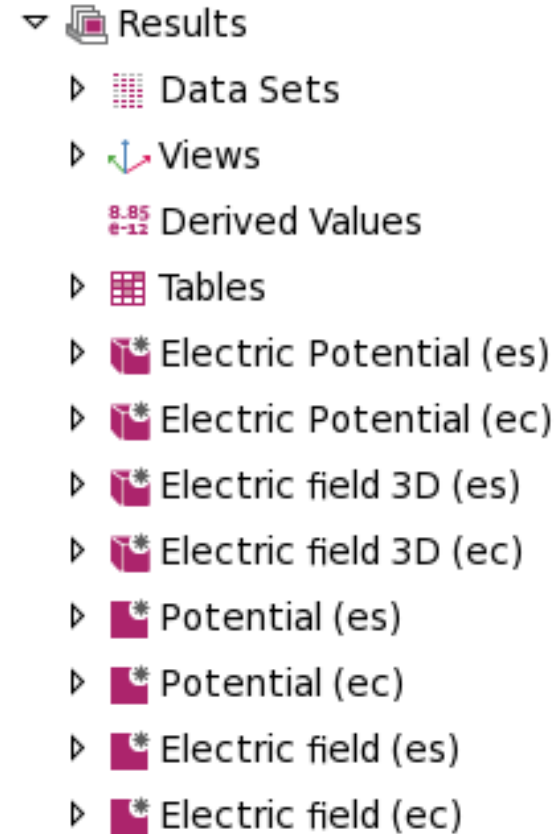 Results
Data Sets
Views
8.85
e-12 Derived Values
Tables
Electric Potential (es)
Electric Potential (ec)
Electric field 3D (es)
Electric field 3D (ec)
Potential (es)
Potential (ec)
Electric field (es)
Electric field (ec)